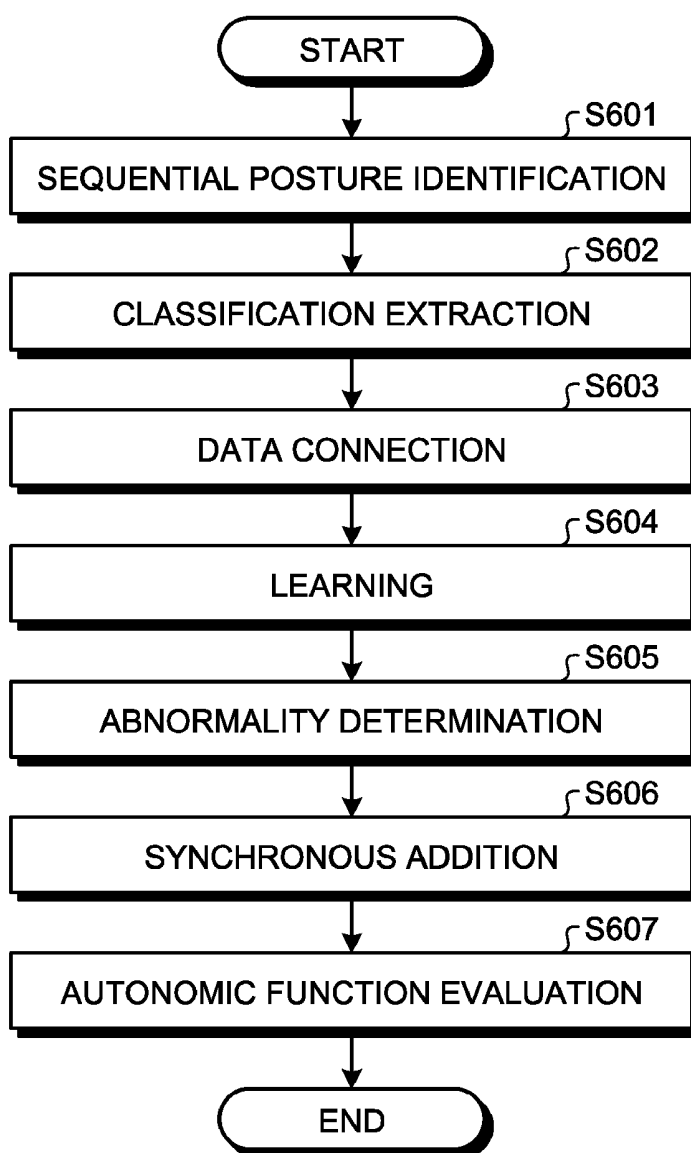 START
S601
SEQUENTIAL POSTURE IDENTIFICATION
S602
CLASSIFICATION EXTRACTION
S603
DATA CONNECTION
S604
LEARNING
S605
ABNORMALITY DETERMINATION
S606
SYNCHRONOUS ADDITION
S607
AUTONOMIC FUNCTION EVALUATION
END